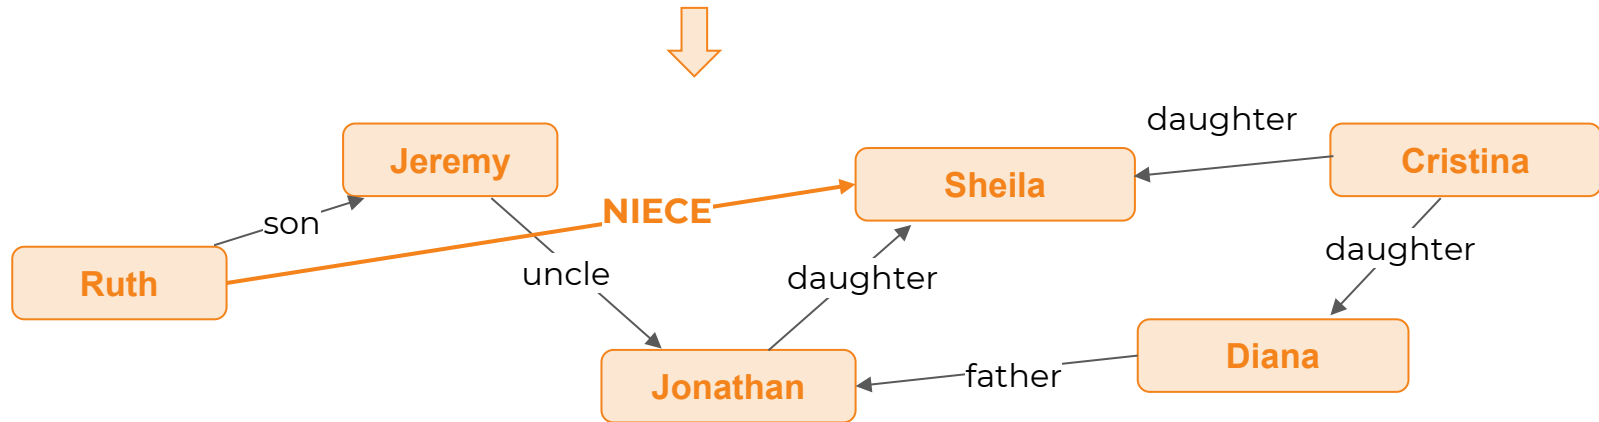 daughter
Jeremy
Sheila
Cristina
NIECE
son
daughter
Ruth
uncle
daughter
Diana
father
Jonathan